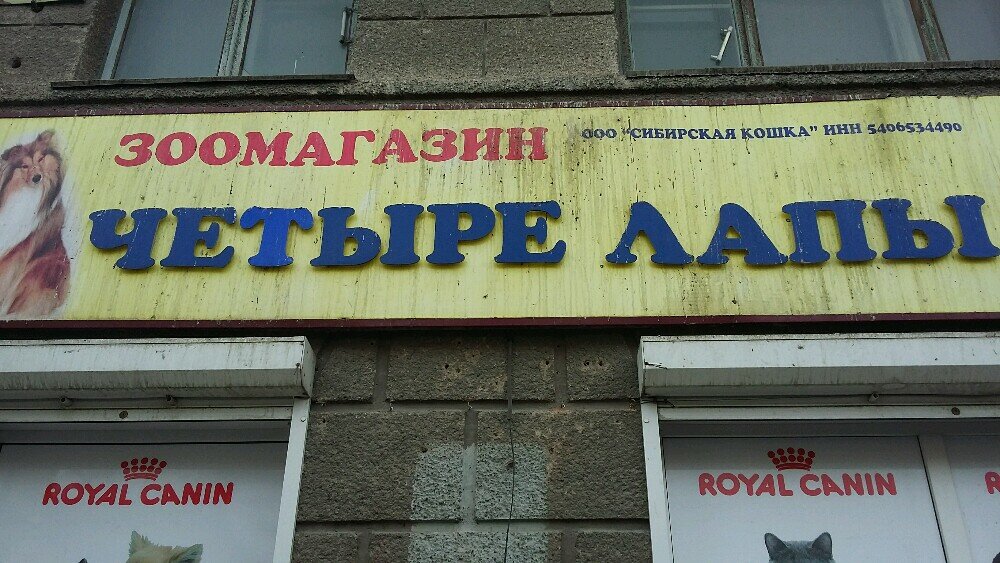 ЗООМАГАЗИН
ООО "СИБИРСКАЯ КОШКА" ИНН 5406534490
ЧЕТЫРЕ ЛАПЫ
ROYAL CANIN
ROYAL CANIN
R